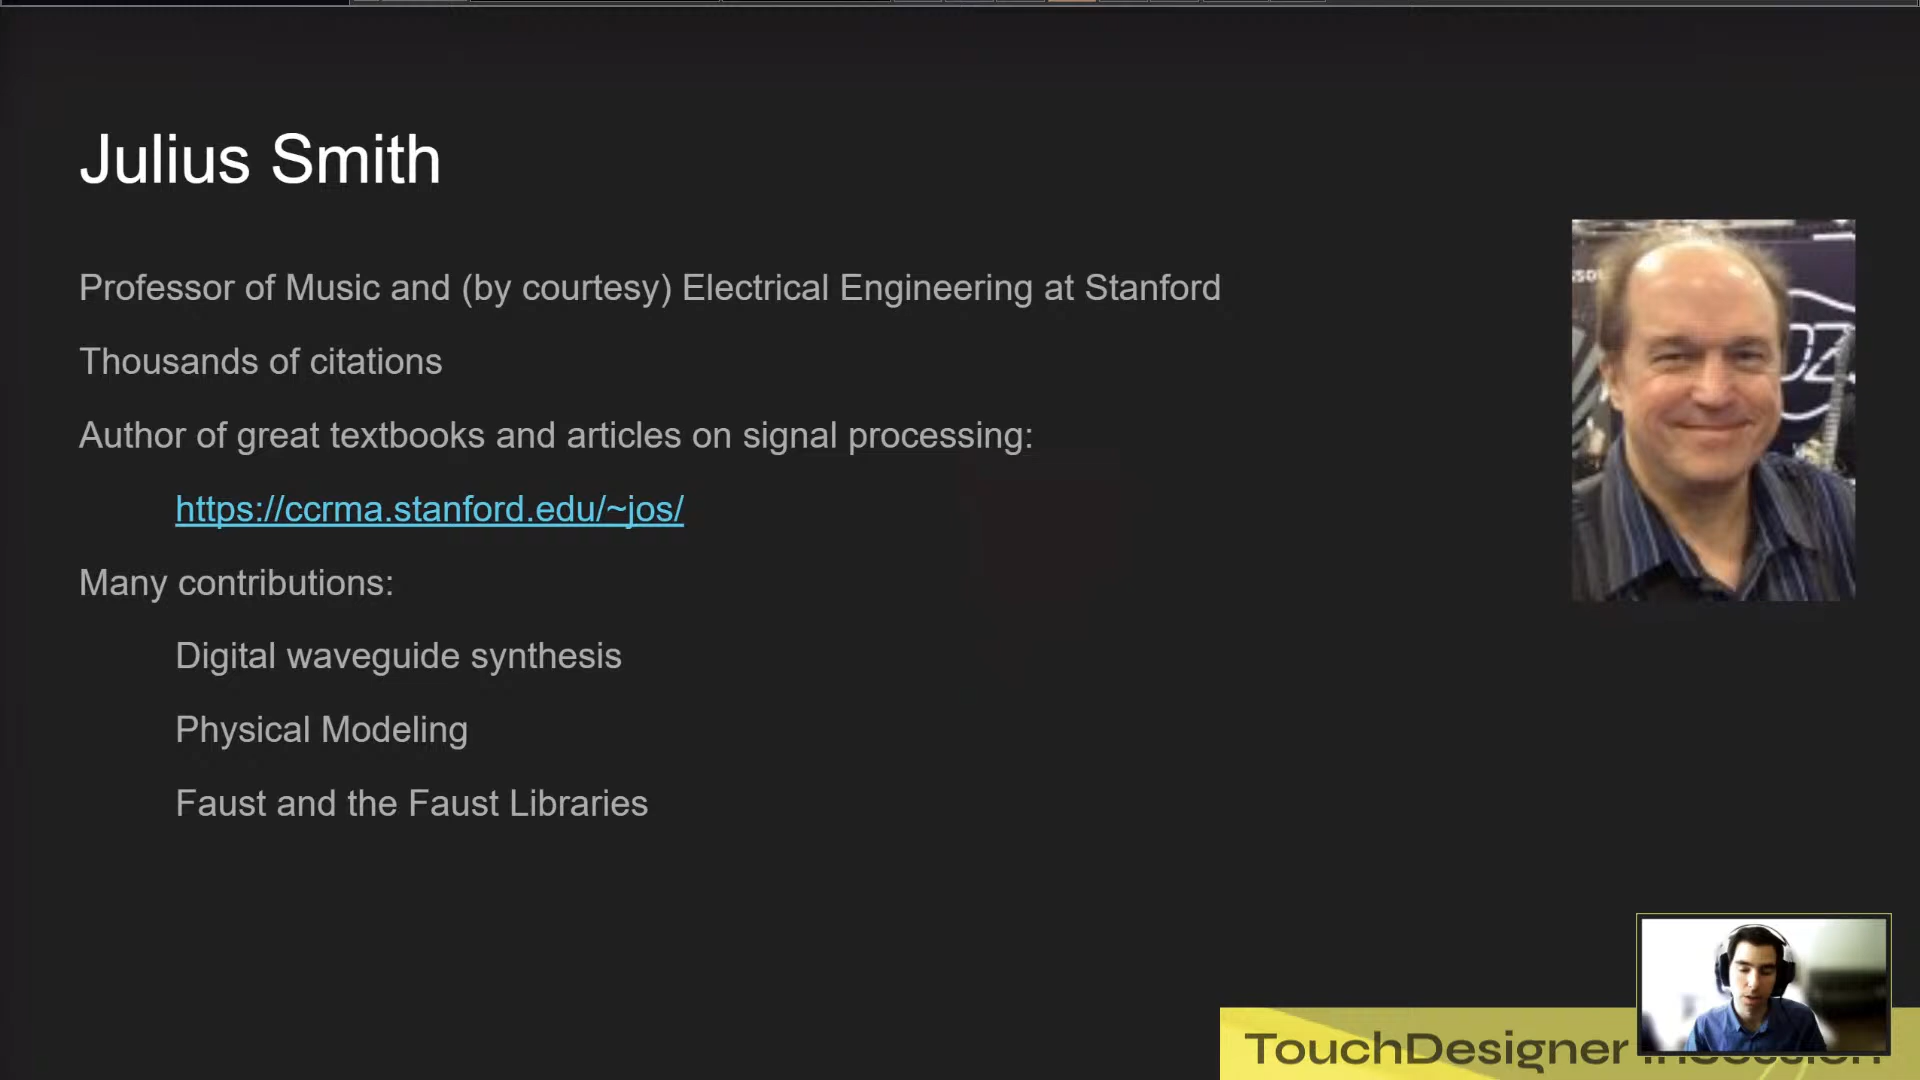 Julius Smith
Professor of Music and (by courtesy) Electrical Engineering at Stanford
Thousands of citations
Author of great textbooks and articles on signal processing:
https://ccrma.stanford.edu/~jos/
Many contributions:
Digital waveguide synthesis
Physical Modeling
Faust and the Faust Libraries
TouchDesigner